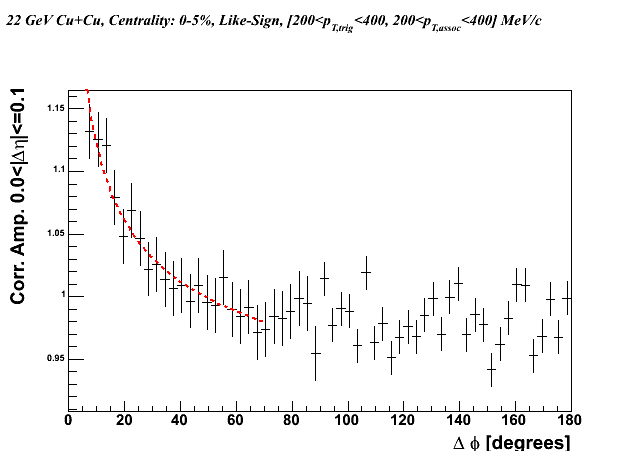 22 GeV Cu+Cu, Centrality: 0-5%, Like-Sign, [200<p_T,trig<400, 200<p_T,assoc<400] MeV/c
Corr. Amp. 0.0<|Δη|<=0.1
1.15
1.1
1.05
1
0.95
0 20 40 60 80 100 120 140 160 180
Δ ϕ [degrees]